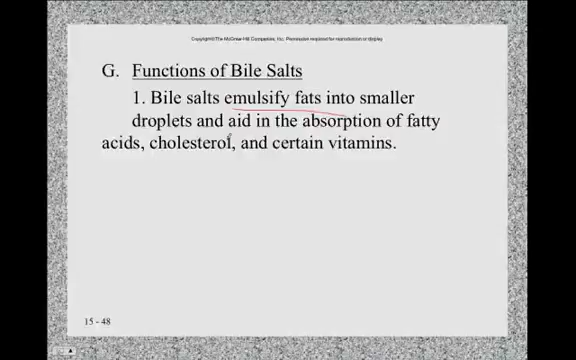 Copyright©The McGraw-Hill Companies, Inc. Permission required for reproduction or display
G. Functions of Bile Salts
1. Bile salts emulsify fats into smaller
droplets and aid in the absorption of fatty
acids, cholesterol, and certain vitamins.
15 - 48